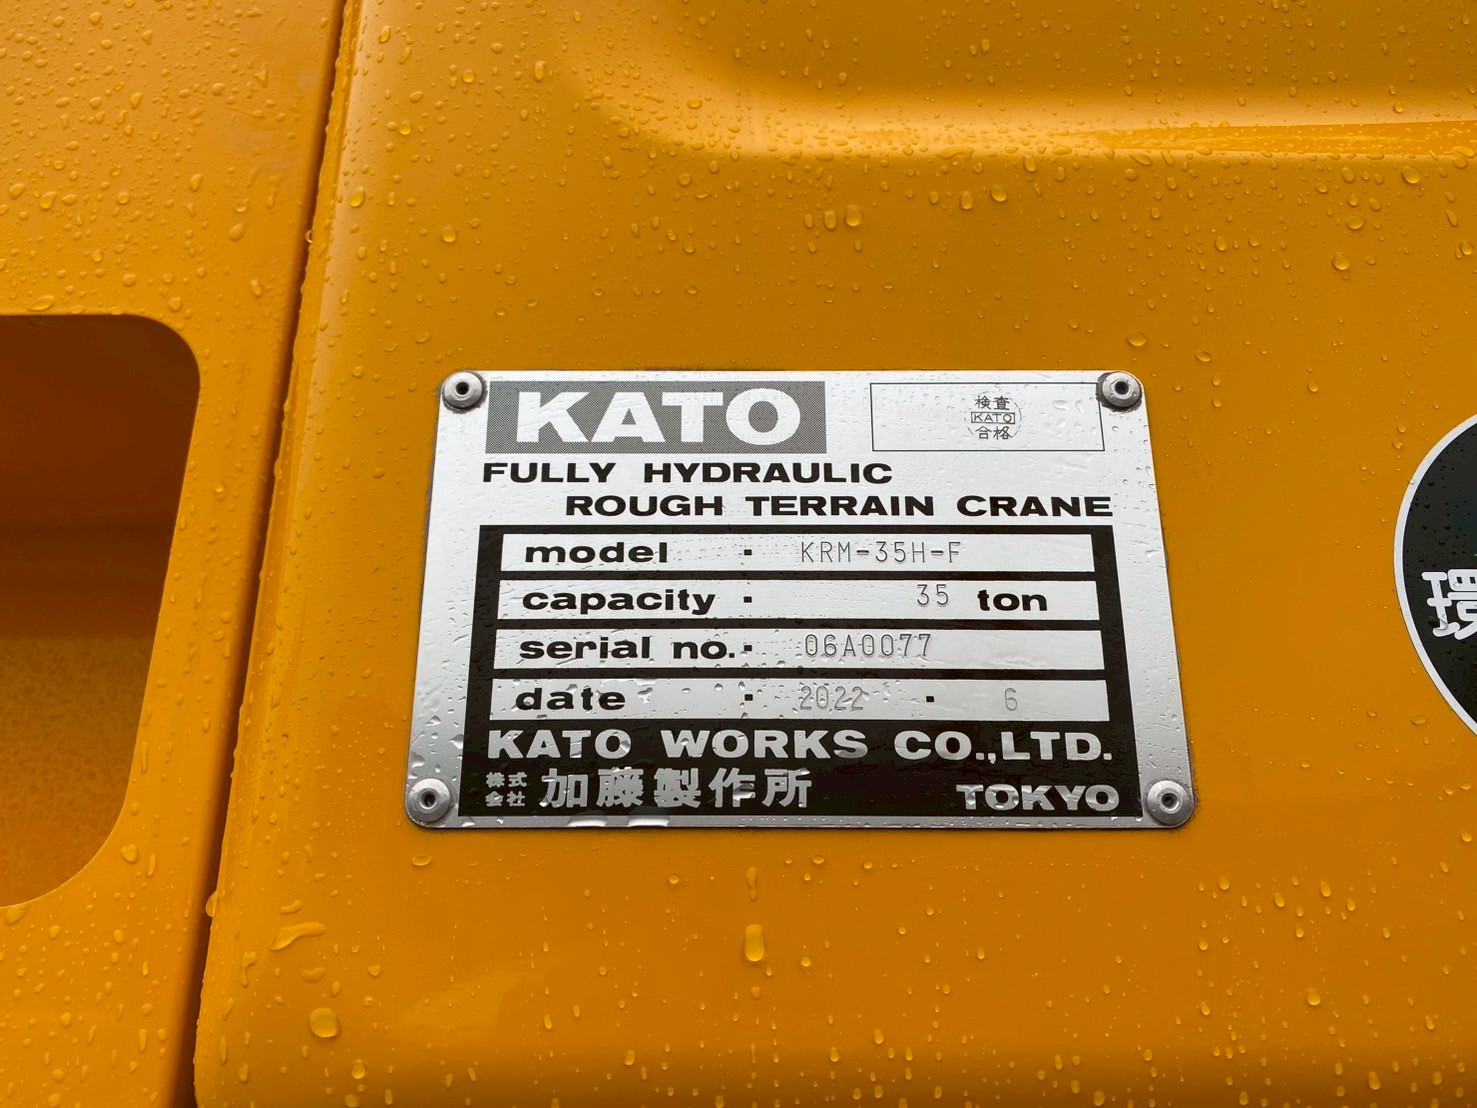 KATO
検査
KATO
合格
FULLY HYDRAULIC
ROUGH TERRAIN CRANE
model · KRM-35H-F
capacity · 35 ton
serial no. · 06A0077
date · 2022 · 6
KATO WORKS CO.,LTD.
株式会社 加藤製作所 TOKYO
環